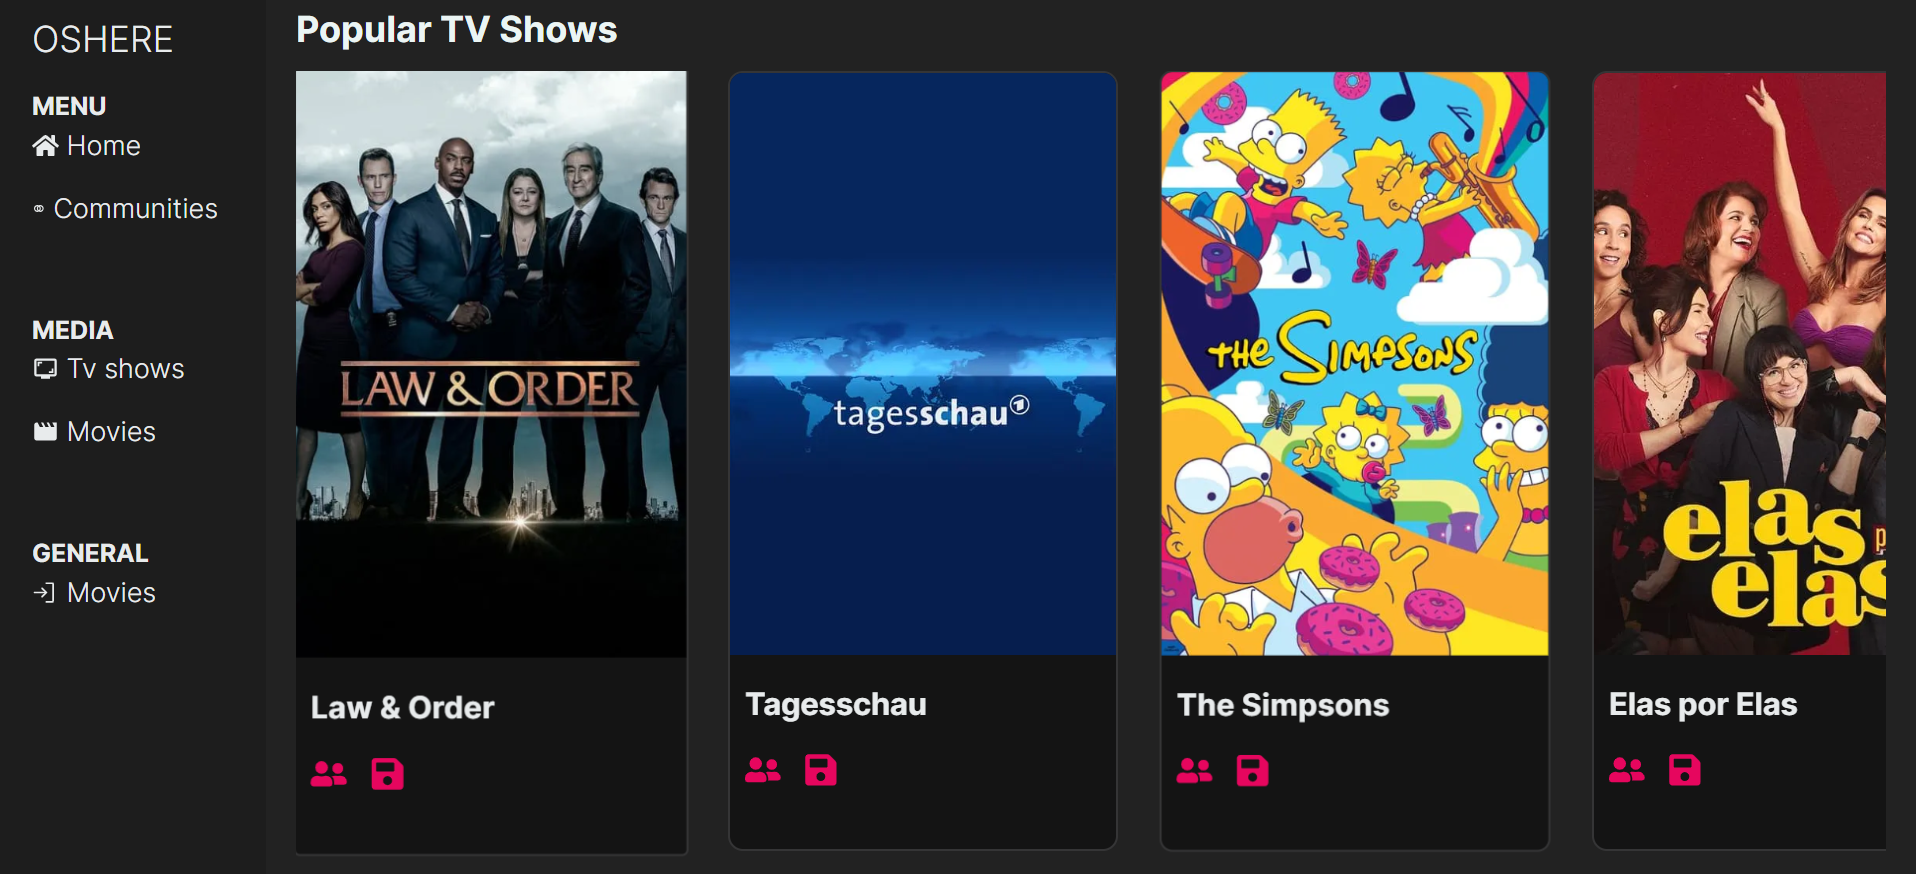 OSHERE
MENU
Home
Communities
MEDIA
Tv shows
Movies
GENERAL
Movies
Popular TV Shows
LAW & ORDER
Law & Order
tagesschau
Tagesschau
THE SIMPSONS
The Simpsons
elas p
elas
Elas por Elas